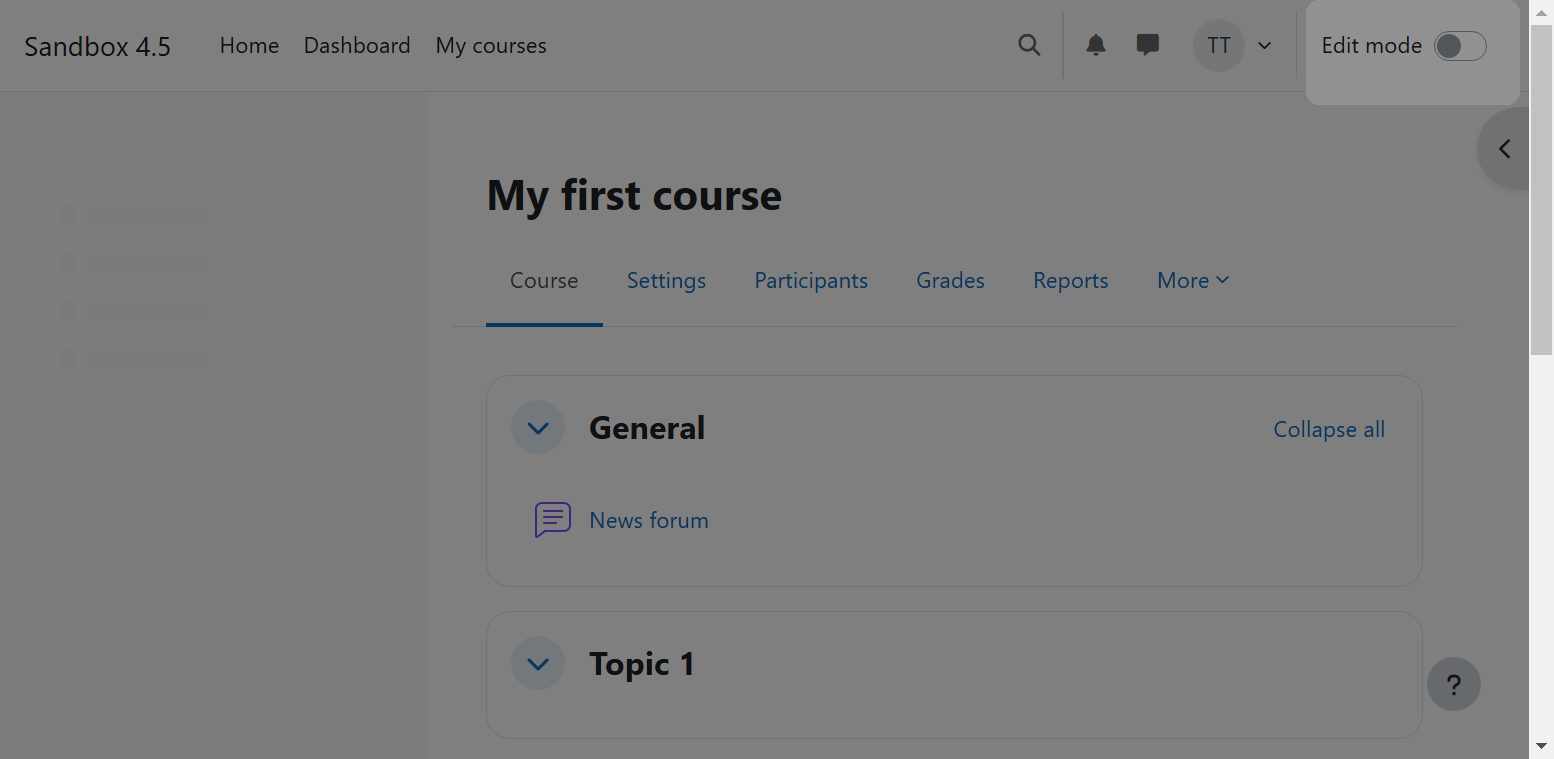 Sandbox 4.5 Home Dashboard My courses TT Edit mode
My first course
Course Settings Participants Grades Reports More
General Collapse all
News forum
Topic 1
?